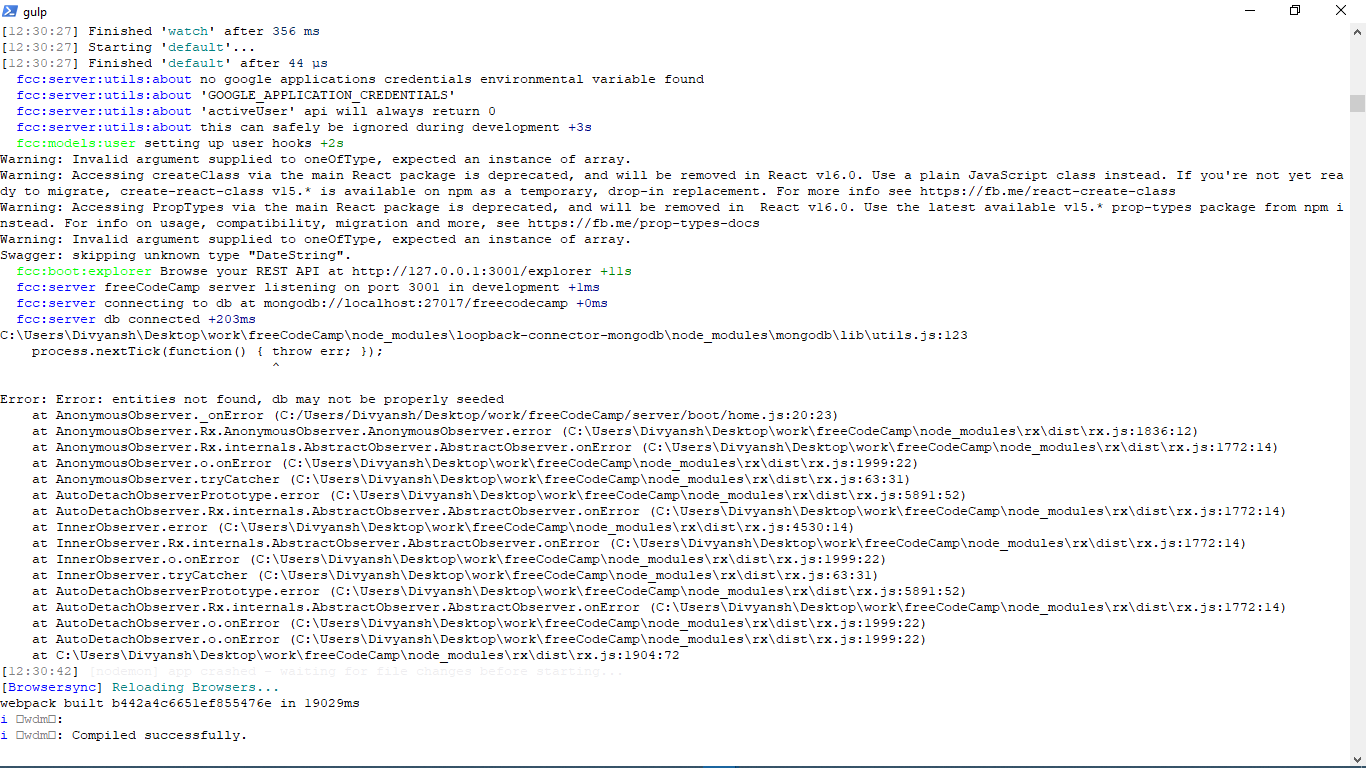 gulp
[12:30:27] Finished 'watch' after 356 ms
[12:30:27] Starting 'default'...
[12:30:27] Finished 'default' after 44 μs
fcc:server:utils:about no google applications credentials environmental variable found
fcc:server:utils:about 'GOOGLE_APPLICATION_CREDENTIALS'
fcc:server:utils:about 'activeUser' api will always return 0
fcc:server:utils:about this can safely be ignored during development +3s
fcc:models:user setting up user hooks +2s
Warning: Invalid argument supplied to oneOfType, expected an instance of array.
Warning: Accessing createClass via the main React package is deprecated, and will be removed in React v16.0. Use a plain JavaScript class instead. If you're not yet rea
dy to migrate, create-react-class v15.* is available on npm as a temporary, drop-in replacement. For more info see https://fb.me/react-create-class
Warning: Accessing PropTypes via the main React package is deprecated, and will be removed in  React v16.0. Use the latest available v15.* prop-types package from npm i
nstead. For info on usage, compatibility, migration and more, see https://fb.me/prop-types-docs
Warning: Invalid argument supplied to oneOfType, expected an instance of array.
Swagger: skipping unknown type "DateString".
fcc:boot:explorer Browse your REST API at http://127.0.0.1:3001/explorer +11s
fcc:server freeCodeCamp server listening on port 3001 in development +1ms
fcc:server connecting to db at mongodb://localhost:27017/freecodecamp +0ms
fcc:server db connected +203ms
C:\Users\Divyansh\Desktop\work\freeCodeCamp\node_modules\loopback-connector-mongodb\node_modules\mongodb\lib\utils.js:123
process.nextTick(function() { throw err; });
^
Error: Error: entities not found, db may not be properly seeded
at AnonymousObserver._onError (C:/Users/Divyansh/Desktop/work/freeCodeCamp/server/boot/home.js:20:23)
at AnonymousObserver.Rx.AnonymousObserver.AnonymousObserver.error (C:\Users\Divyansh\Desktop\work\freeCodeCamp\node_modules\rx\dist\rx.js:1836:12)
at AnonymousObserver.Rx.internals.AbstractObserver.AbstractObserver.onError (C:\Users\Divyansh\Desktop\work\freeCodeCamp\node_modules\rx\dist\rx.js:1772:14)
at AnonymousObserver.o.onError (C:\Users\Divyansh\Desktop\work\freeCodeCamp\node_modules\rx\dist\rx.js:1999:22)
at AnonymousObserver.tryCatcher (C:\Users\Divyansh\Desktop\work\freeCodeCamp\node_modules\rx\dist\rx.js:63:31)
at AutoDetachObserverPrototype.error (C:\Users\Divyansh\Desktop\work\freeCodeCamp\node_modules\rx\dist\rx.js:5891:52)
at AutoDetachObserver.Rx.internals.AbstractObserver.AbstractObserver.onError (C:\Users\Divyansh\Desktop\work\freeCodeCamp\node_modules\rx\dist\rx.js:1772:14)
at InnerObserver.error (C:\Users\Divyansh\Desktop\work\freeCodeCamp\node_modules\rx\dist\rx.js:4530:14)
at InnerObserver.Rx.internals.AbstractObserver.AbstractObserver.onError (C:\Users\Divyansh\Desktop\work\freeCodeCamp\node_modules\rx\dist\rx.js:1772:14)
at InnerObserver.o.onError (C:\Users\Divyansh\Desktop\work\freeCodeCamp\node_modules\rx\dist\rx.js:1999:22)
at InnerObserver.tryCatcher (C:\Users\Divyansh\Desktop\work\freeCodeCamp\node_modules\rx\dist\rx.js:63:31)
at AutoDetachObserverPrototype.error (C:\Users\Divyansh\Desktop\work\freeCodeCamp\node_modules\rx\dist\rx.js:5891:52)
at AutoDetachObserver.Rx.internals.AbstractObserver.AbstractObserver.onError (C:\Users\Divyansh\Desktop\work\freeCodeCamp\node_modules\rx\dist\rx.js:1772:14)
at AutoDetachObserver.o.onError (C:\Users\Divyansh\Desktop\work\freeCodeCamp\node_modules\rx\dist\rx.js:1999:22)
at AutoDetachObserver.o.onError (C:\Users\Divyansh\Desktop\work\freeCodeCamp\node_modules\rx\dist\rx.js:1999:22)
at C:\Users\Divyansh\Desktop\work\freeCodeCamp\node_modules\rx\dist\rx.js:1904:72
[12:30:42] [nodemon] app crashed - waiting for file changes before starting...
[Browsersync] Reloading Browsers...
webpack built b442a4c6651ef855476e in 19029ms
i □wdm□:
i □wdm□: Compiled successfully.